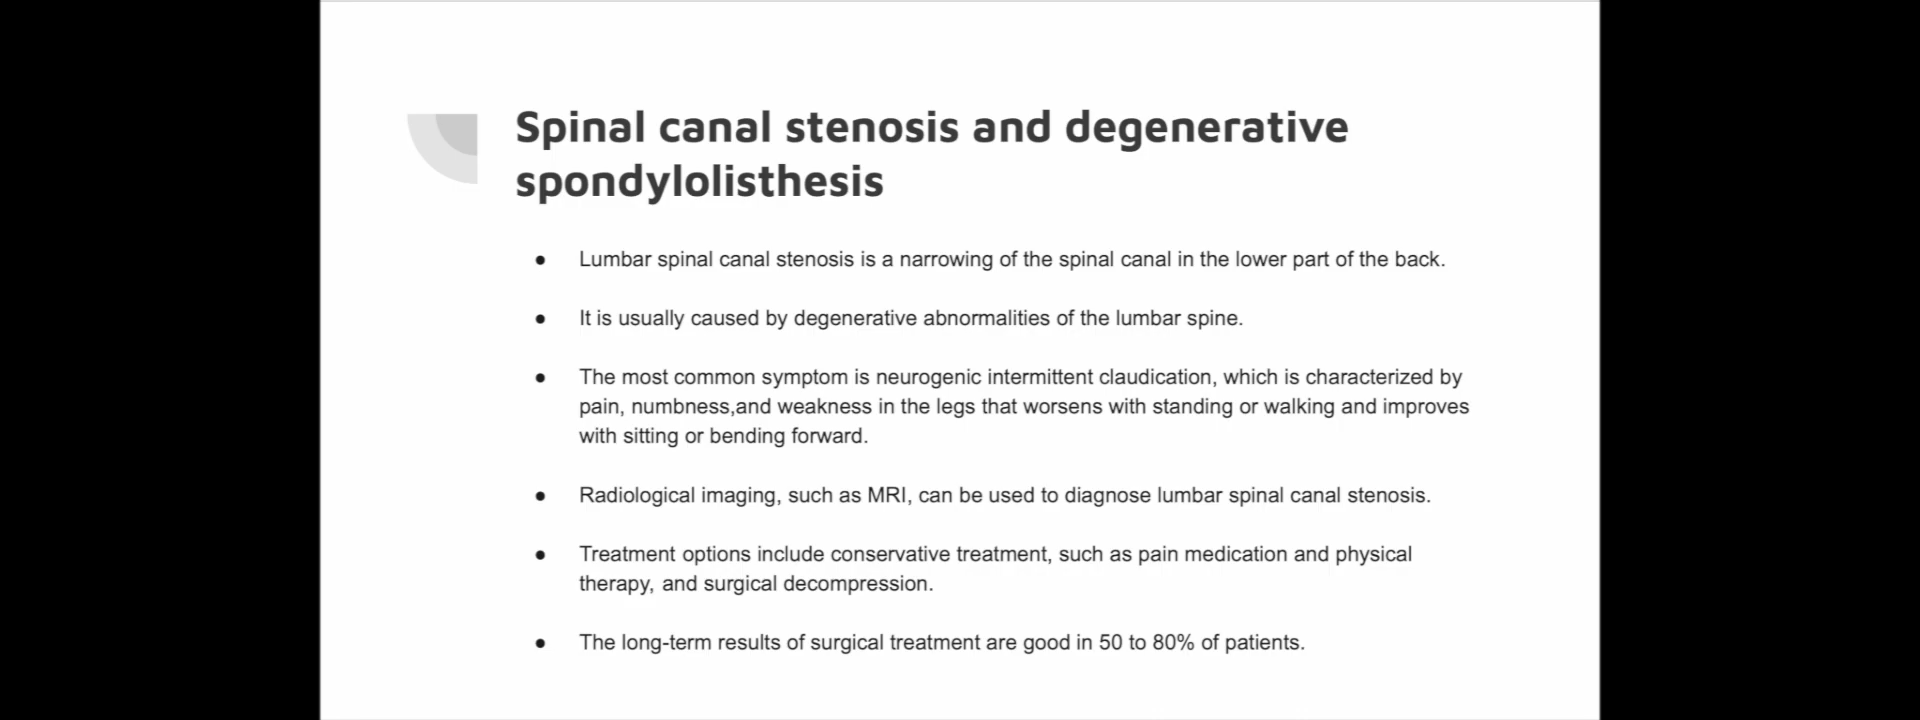 Spinal canal stenosis and degenerative
spondylolisthesis
● Lumbar spinal canal stenosis is a narrowing of the spinal canal in the lower part of the back.
● It is usually caused by degenerative abnormalities of the lumbar spine.
● The most common symptom is neurogenic intermittent claudication, which is characterized by
pain, numbness,and weakness in the legs that worsens with standing or walking and improves
with sitting or bending forward.
● Radiological imaging, such as MRI, can be used to diagnose lumbar spinal canal stenosis.
● Treatment options include conservative treatment, such as pain medication and physical
therapy, and surgical decompression.
● The long-term results of surgical treatment are good in 50 to 80% of patients.